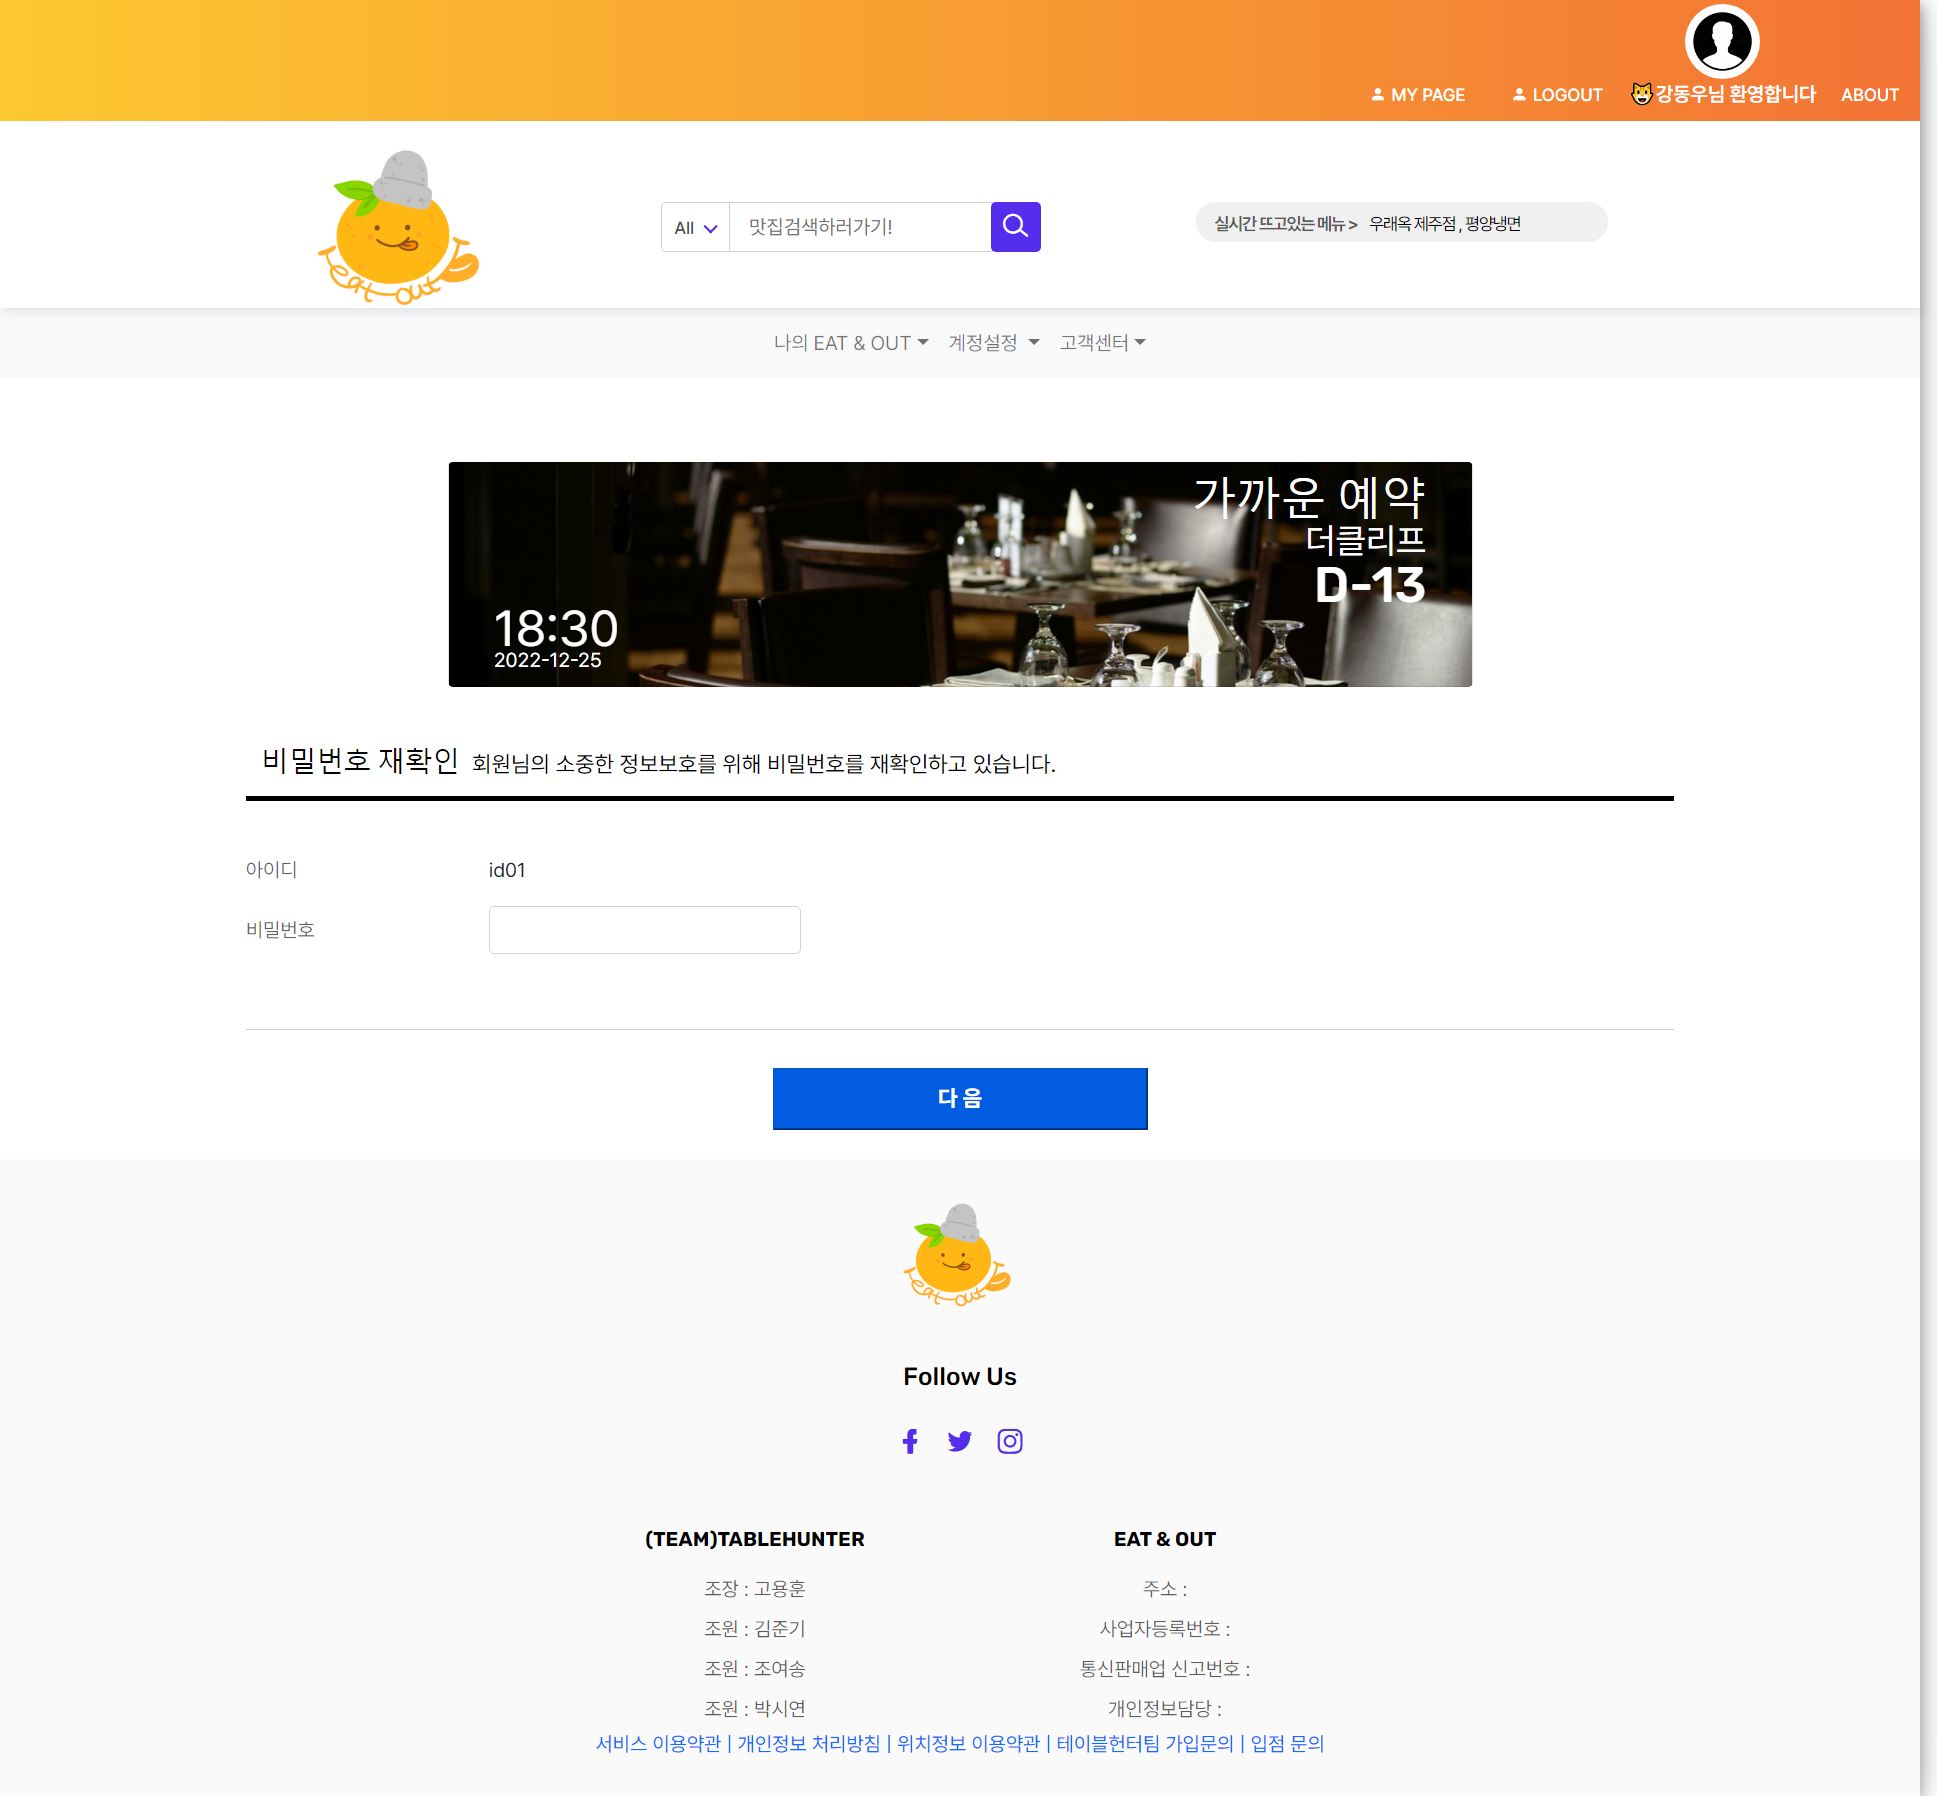 MY PAGE
LOGOUT
강동우님 환영합니다
ABOUT
eat out
All
맛집검색하러가기!
실시간 뜨고있는 메뉴 > 우래옥 제주점 , 평양냉면
나의 EAT & OUT
계정설정
고객센터
가까운 예약
더클리프
D-13
18:30
2022-12-25
비밀번호 재확인 회원님의 소중한 정보보호를 위해 비밀번호를 재확인하고 있습니다.
아이디
id01
비밀번호
다 음
eat out
Follow Us
(TEAM)TABLEHUNTER
조장 : 고용훈
조원 : 김준기
조원 : 조여송
조원 : 박시연
EAT & OUT
주소 :
사업자등록번호 :
통신판매업 신고번호 :
개인정보담당 :
서비스 이용약관 | 개인정보 처리방침 | 위치정보 이용약관 | 테이블헌터팀 가입문의 | 입점 문의